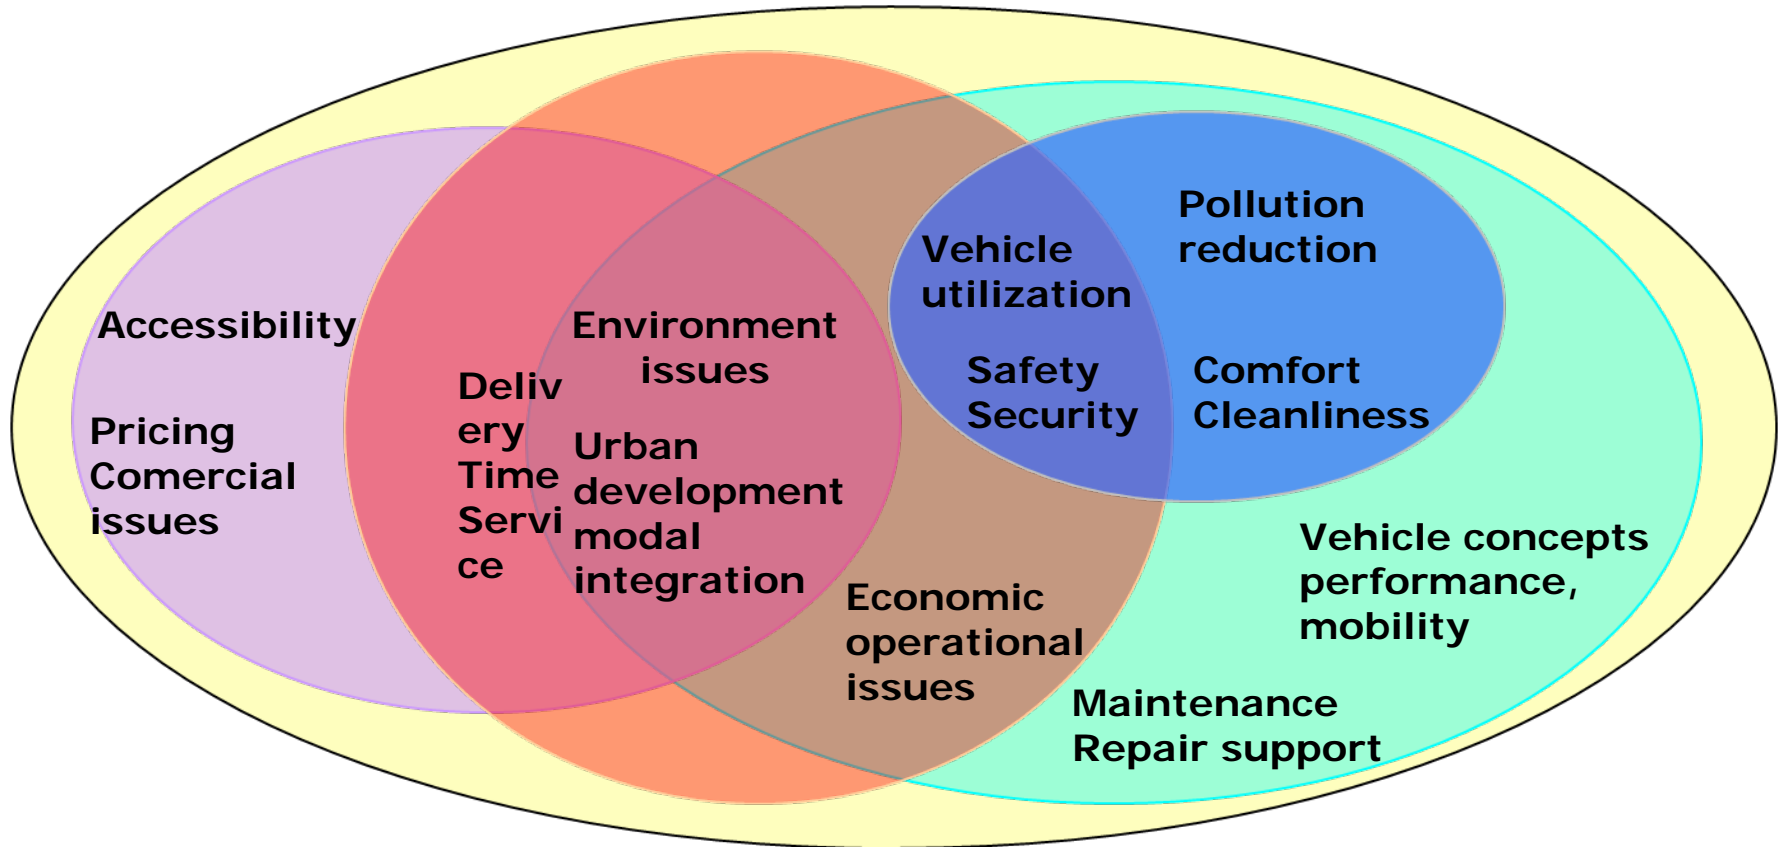 Accessibility
Pricing
Comercial
issues
Deliv
ery
Time
Servi
ce
Environment
issues
Urban
development
modal
integration
Vehicle
utilization
Safety
Security
Pollution
reduction
Comfort
Cleanliness
Economic
operational
issues
Vehicle concepts
performance,
mobility
Maintenance
Repair support